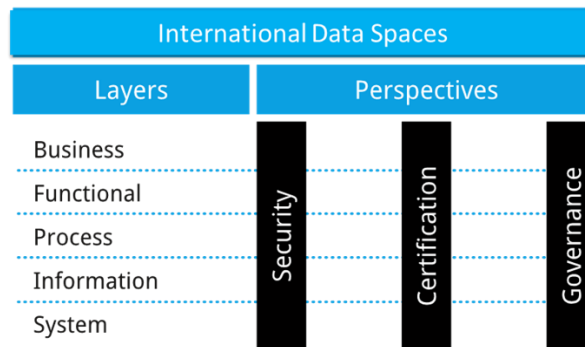 International Data Spaces
Layers
Perspectives
Business
Functional
Process
Information
System
Security
Certification
Governance